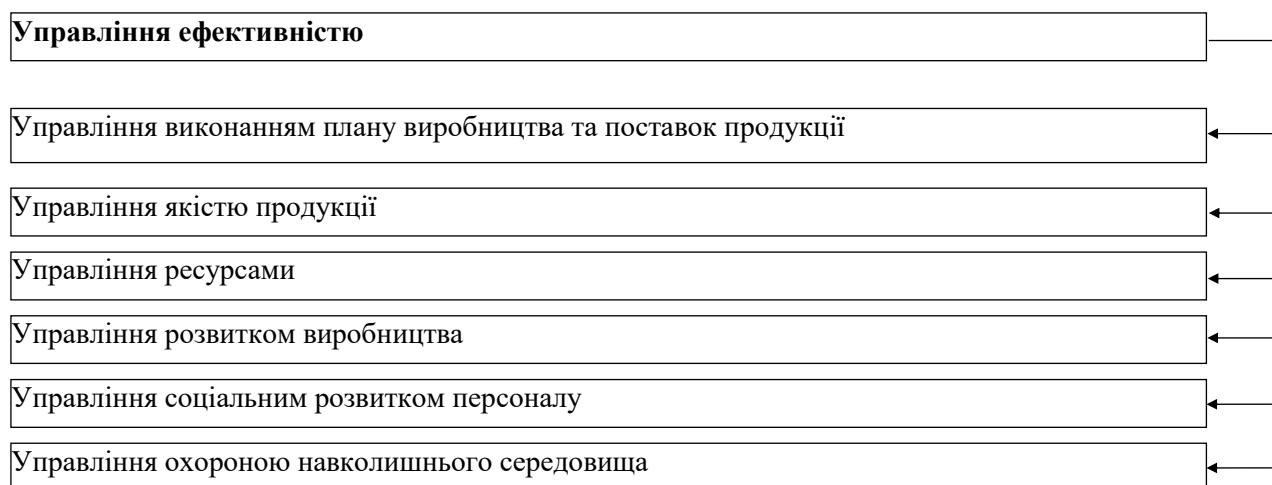 Управління ефективністю
Управління виконанням плану виробництва та поставок продукції
Управління якістю продукції
Управління ресурсами
Управління розвитком виробництва
Управління соціальним розвитком персоналу
Управління охороною навколишнього середовища